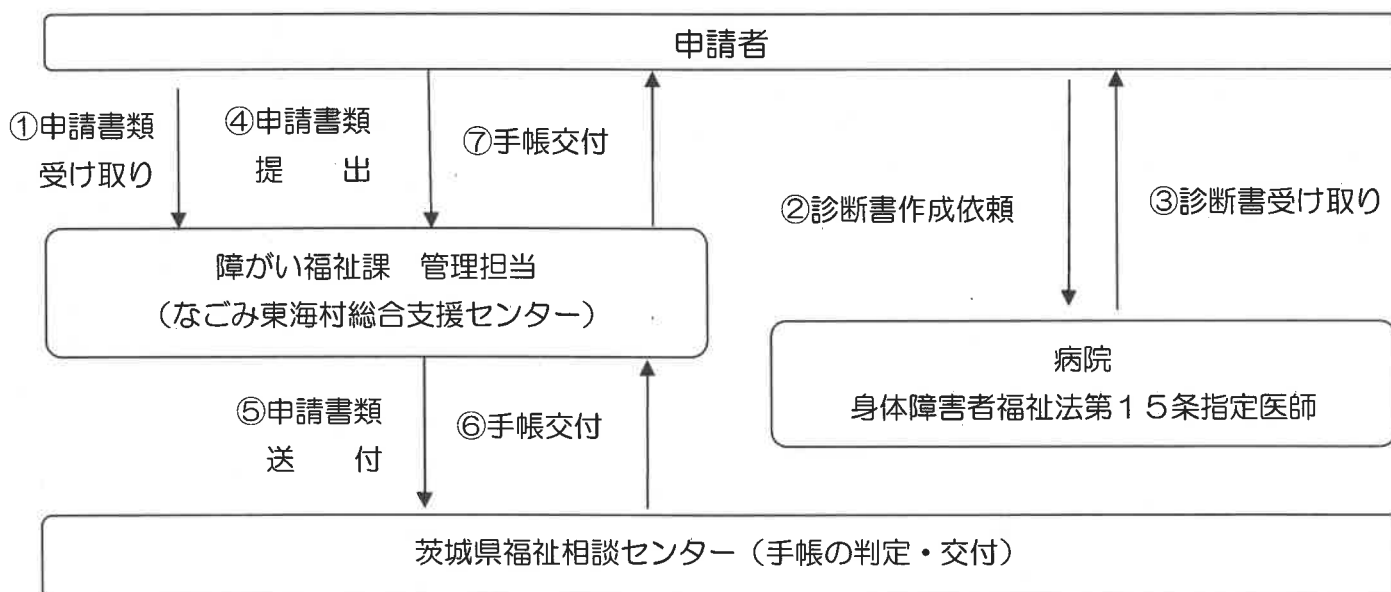 申請者
①申請書類
受け取り
④申請書類
提　出
⑦手帳交付
②診断書作成依頼
③診断書受け取り
障がい福祉課　管理担当
（なごみ東海村総合支援センター）
病院
身体障害者福祉法第１５条指定医師
⑤申請書類
送　付
⑥手帳交付
茨城県福祉相談センター（手帳の判定・交付）